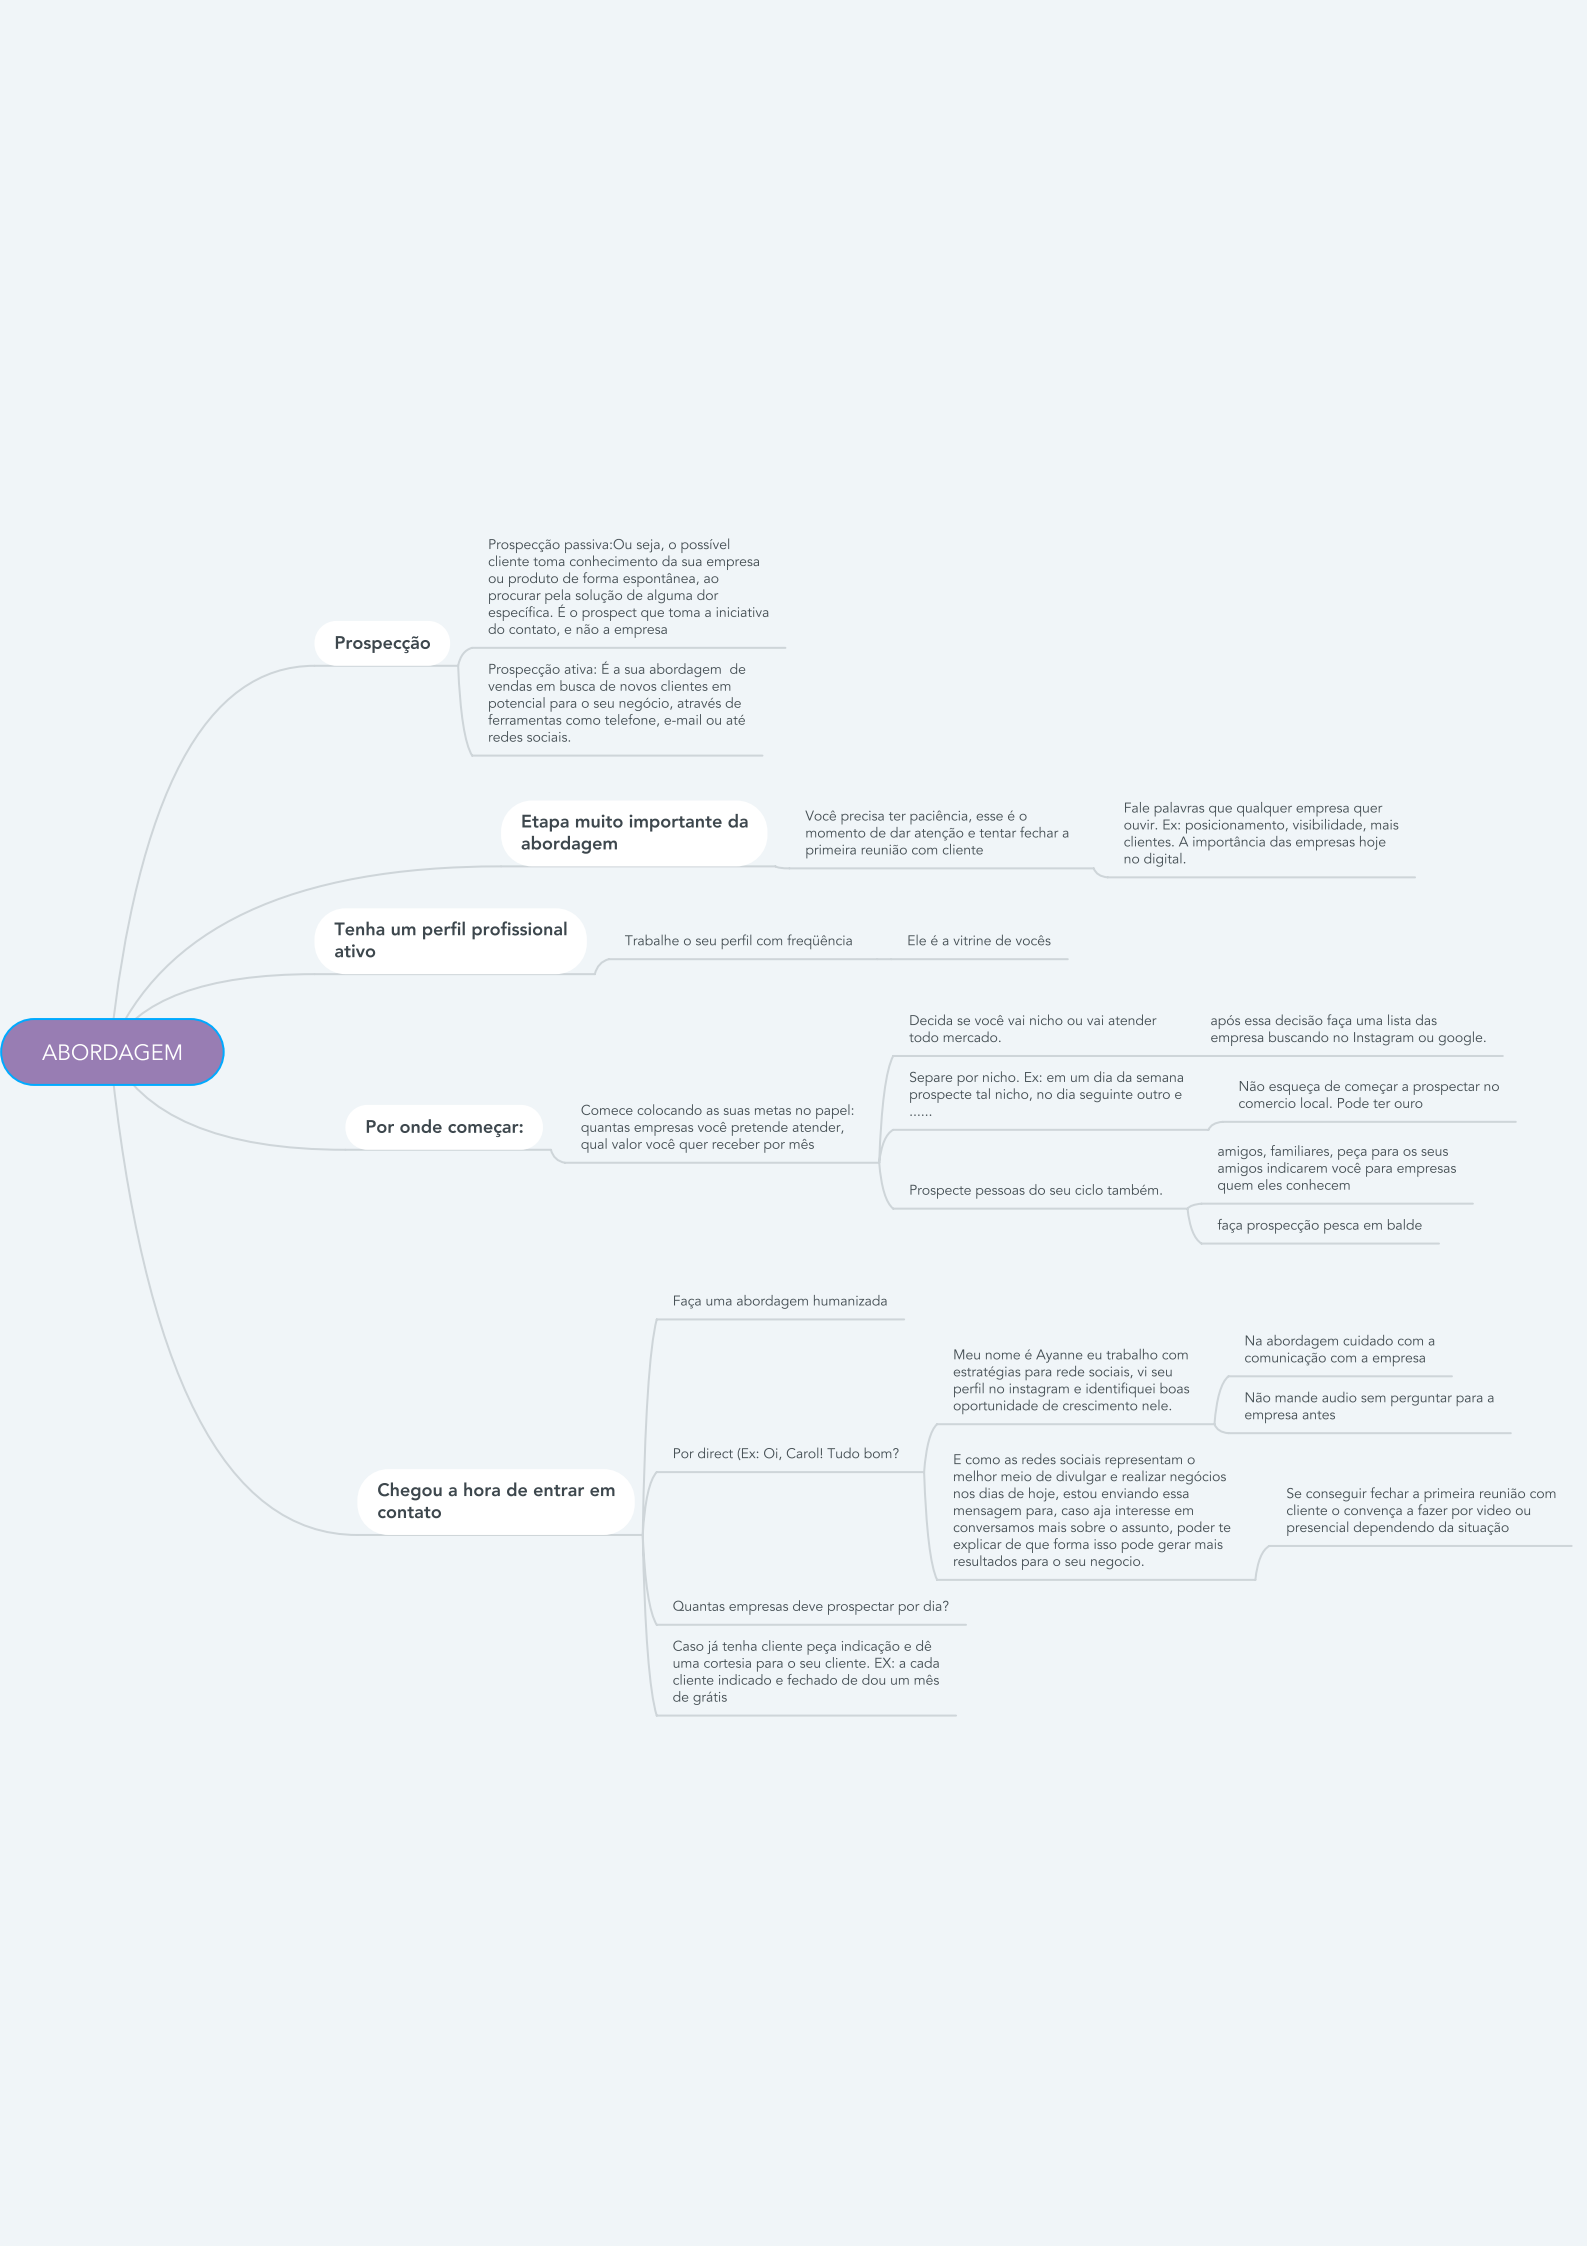 ABORDAGEM
Prospecção
Prospecção passiva:Ou seja, o possível
cliente toma conhecimento da sua empresa
ou produto de forma espontânea, ao
procurar pela solução de alguma dor
específica. É o prospect que toma a iniciativa
do contato, e não a empresa
Prospecção ativa: É a sua abordagem  de
vendas em busca de novos clientes em
potencial para o seu negócio, através de
ferramentas como telefone, e-mail ou até
redes sociais.
Etapa muito importante da
abordagem
Você precisa ter paciência, esse é o
momento de dar atenção e tentar fechar a
primeira reunião com cliente
Fale palavras que qualquer empresa quer
ouvir. Ex: posicionamento, visibilidade, mais
clientes. A importância das empresas hoje
no digital.
Tenha um perfil profissional
ativo
Trabalhe o seu perfil com freqüência
Ele é a vitrine de vocês
Por onde começar:
Comece colocando as suas metas no papel:
quantas empresas você pretende atender,
qual valor você quer receber por mês
Decida se você vai nicho ou vai atender
todo mercado.
após essa decisão faça uma lista das
empresa buscando no Instagram ou google.
Separe por nicho. Ex: em um dia da semana
prospecte tal nicho, no dia seguinte outro e
......
Não esqueça de começar a prospectar no
comercio local. Pode ter ouro
Prospecte pessoas do seu ciclo também.
amigos, familiares, peça para os seus
amigos indicarem você para empresas
quem eles conhecem
faça prospecção pesca em balde
Chegou a hora de entrar em
contato
Faça uma abordagem humanizada
Por direct (Ex: Oi, Carol! Tudo bom?
Meu nome é Ayanne eu trabalho com
estratégias para rede sociais, vi seu
perfil no instagram e identifiquei boas
oportunidade de crescimento nele.
Na abordagem cuidado com a
comunicação com a empresa
Não mande audio sem perguntar para a
empresa antes
E como as redes sociais representam o
melhor meio de divulgar e realizar negócios
nos dias de hoje, estou enviando essa
mensagem para, caso aja interesse em
conversamos mais sobre o assunto, poder te
explicar de que forma isso pode gerar mais
resultados para o seu negocio.
Se conseguir fechar a primeira reunião com
cliente o convença a fazer por video ou
presencial dependendo da situação
Quantas empresas deve prospectar por dia?
Caso já tenha cliente peça indicação e dê
uma cortesia para o seu cliente. EX: a cada
cliente indicado e fechado de dou um mês
de grátis